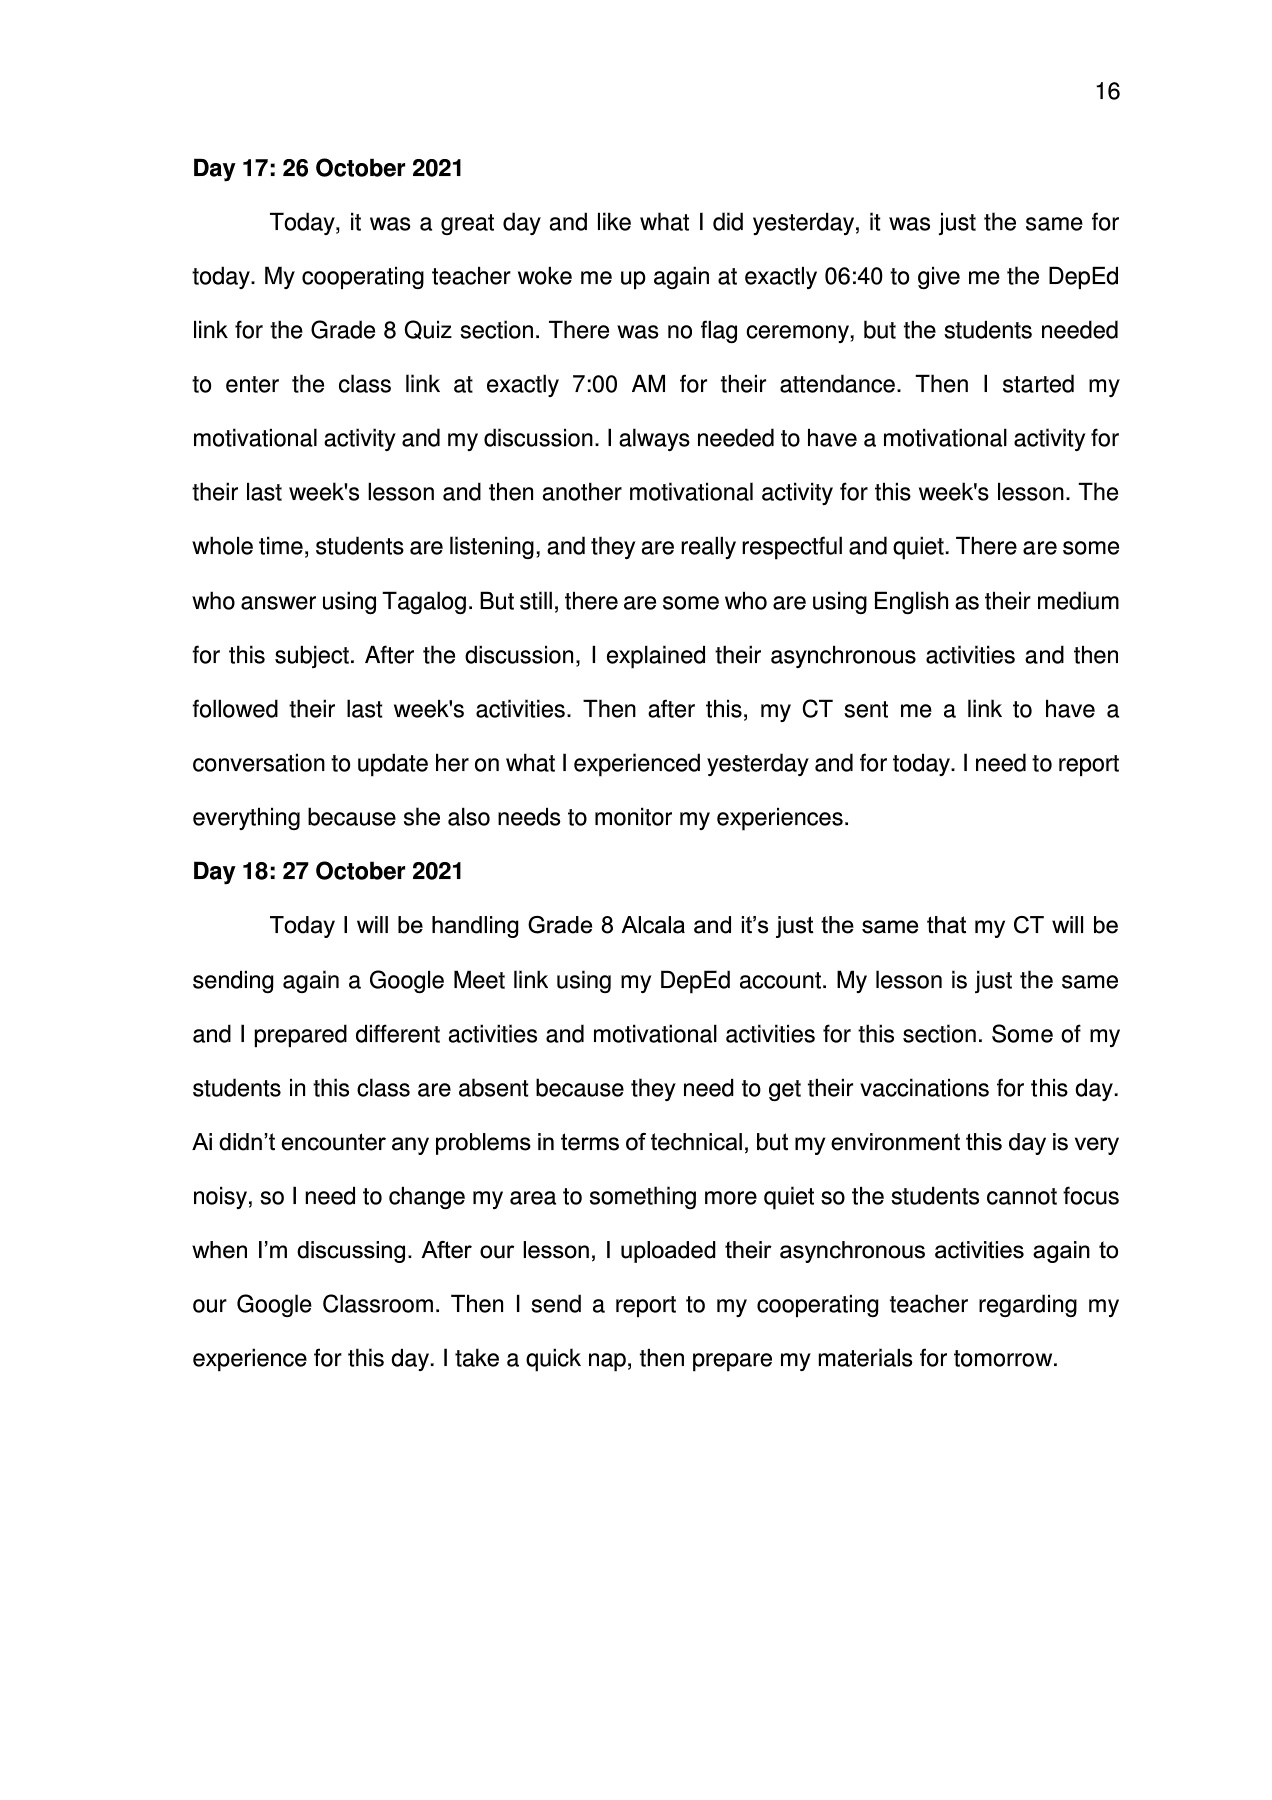 16
Day 17: 26 October 2021
Today, it was a great day and like what I did yesterday, it was just the same for
today. My cooperating teacher woke me up again at exactly 06:40 to give me the DepEd
link for the Grade 8 Quiz section. There was no flag ceremony, but the students needed
to enter the class link at exactly 7:00 AM for their attendance. Then I started my
motivational activity and my discussion. I always needed to have a motivational activity for
their last week's lesson and then another motivational activity for this week's lesson. The
whole time, students are listening, and they are really respectful and quiet. There are some
who answer using Tagalog. But still, there are some who are using English as their medium
for this subject. After the discussion, I explained their asynchronous activities and then
followed their last week's activities. Then after this, my CT sent me a link to have a
conversation to update her on what I experienced yesterday and for today. I need to report
everything because she also needs to monitor my experiences.
Day 18: 27 October 2021
Today I will be handling Grade 8 Alcala and it’s just the same that my CT will be
sending again a Google Meet link using my DepEd account. My lesson is just the same
and I prepared different activities and motivational activities for this section. Some of my
students in this class are absent because they need to get their vaccinations for this day.
Ai didn’t encounter any problems in terms of technical, but my environment this day is very
noisy, so I need to change my area to something more quiet so the students cannot focus
when I’m discussing. After our lesson, I uploaded their asynchronous activities again to
our Google Classroom. Then I send a report to my cooperating teacher regarding my
experience for this day. I take a quick nap, then prepare my materials for tomorrow.